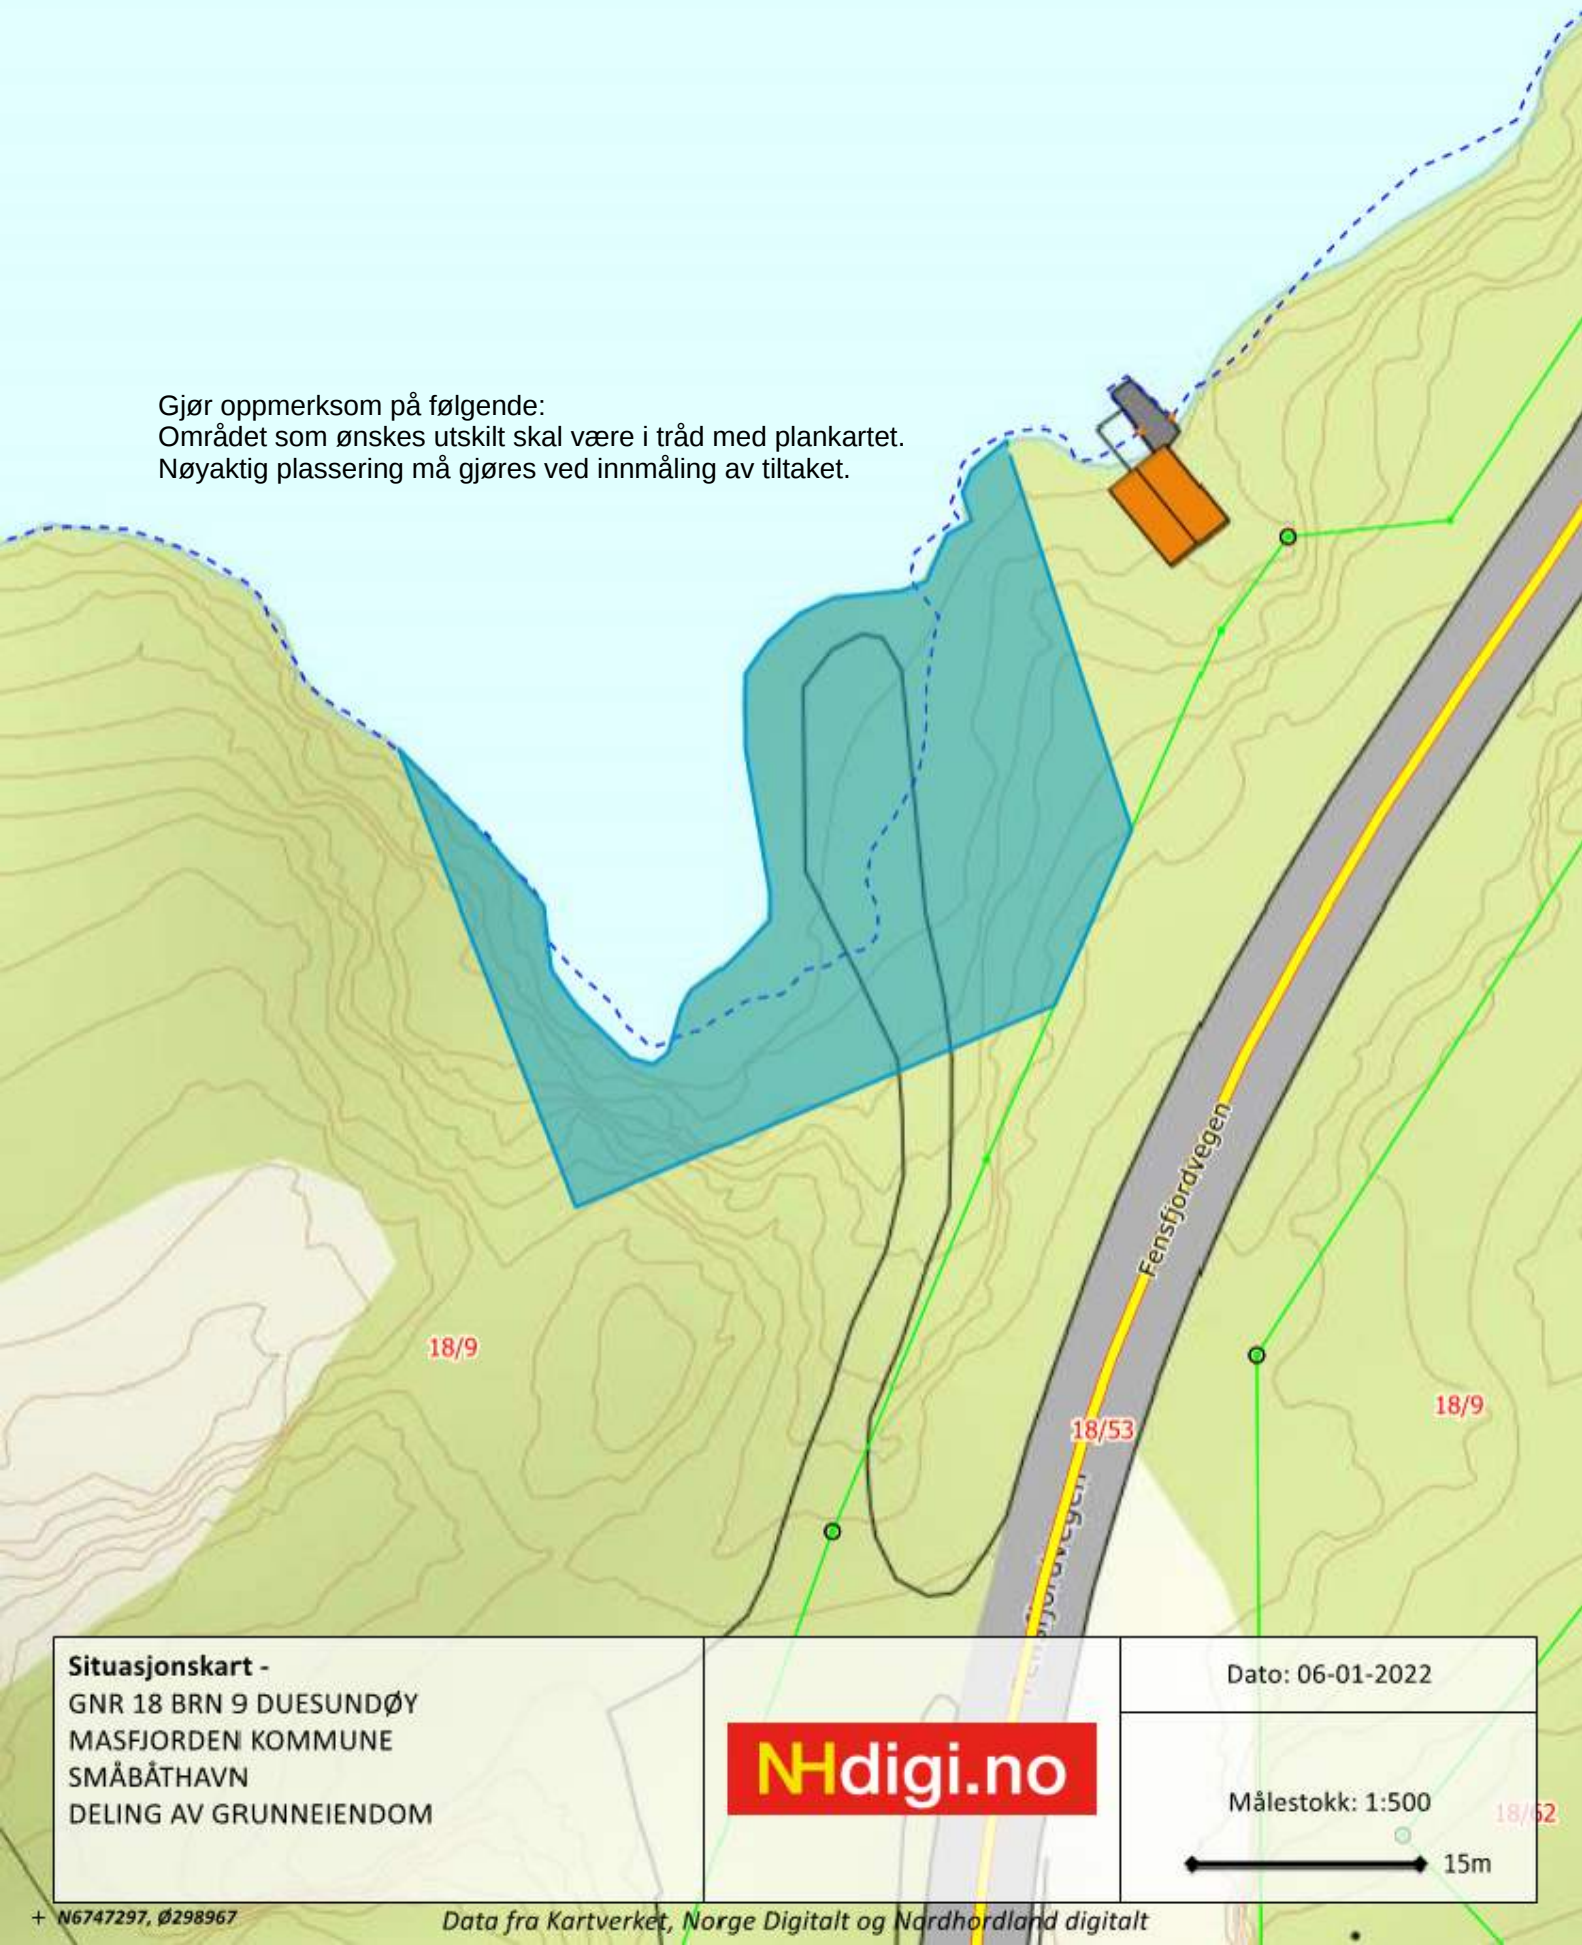 Gjør oppmerksom på følgende:
Området som ønskes utskilt skal være i tråd med plankartet.
Nøyaktig plassering må gjøres ved innmåling av tiltaket.
Fensfjordvegen
18/9
18/9
18/53
Fensfjordvegen
Situasjonskart -
GNR 18 BRN 9 DUESUNDØY
MASFJORDEN KOMMUNE
SMÅBÅTHAVN
DELING AV GRUNNEIENDOM
NHdigi.no
Dato: 06-01-2022
Målestokk: 1:500
18/62
15m
+ N6747297, Ø298967
Data fra Kartverket, Norge Digitalt og Nordhordland digitalt